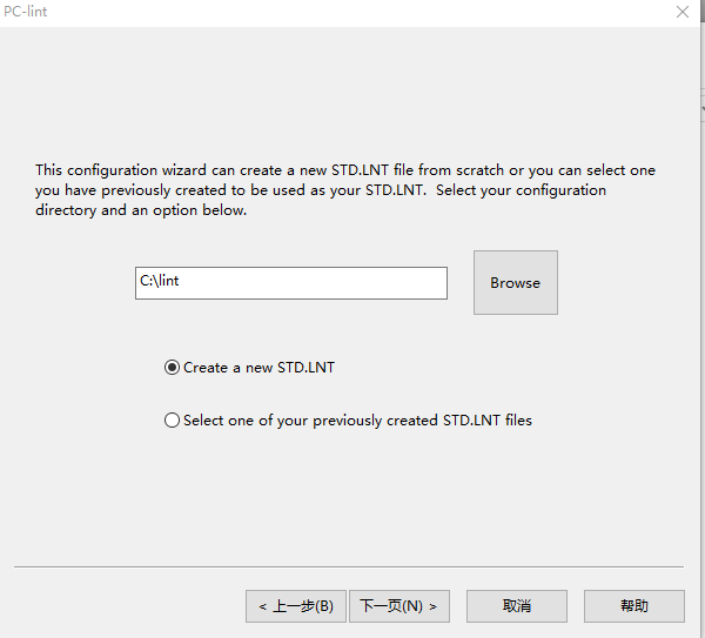 PC-lint
This configuration wizard can create a new STD.LNT file from scratch or you can select one
you have previously created to be used as your STD.LNT.  Select your configuration
directory and an option below.
C:\lint
Browse
Create a new STD.LNT
Select one of your previously created STD.LNT files
< 上一步(B)
下一页(N) >
取消
帮助